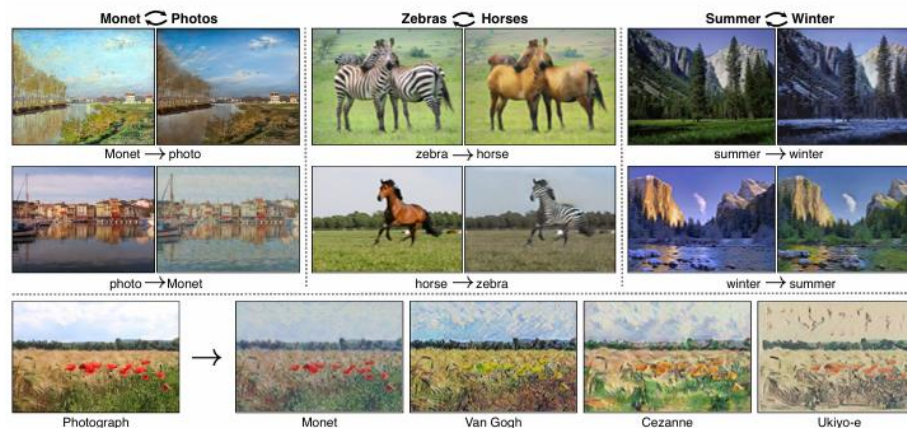 Monet ⟳ Photos
Zebras ⟳ Horses
Summer ⟳ Winter
Monet → photo
zebra → horse
summer → winter
photo → Monet
horse → zebra
winter → summer
→
Photograph
Monet
Van Gogh
Cezanne
Ukiyo-e